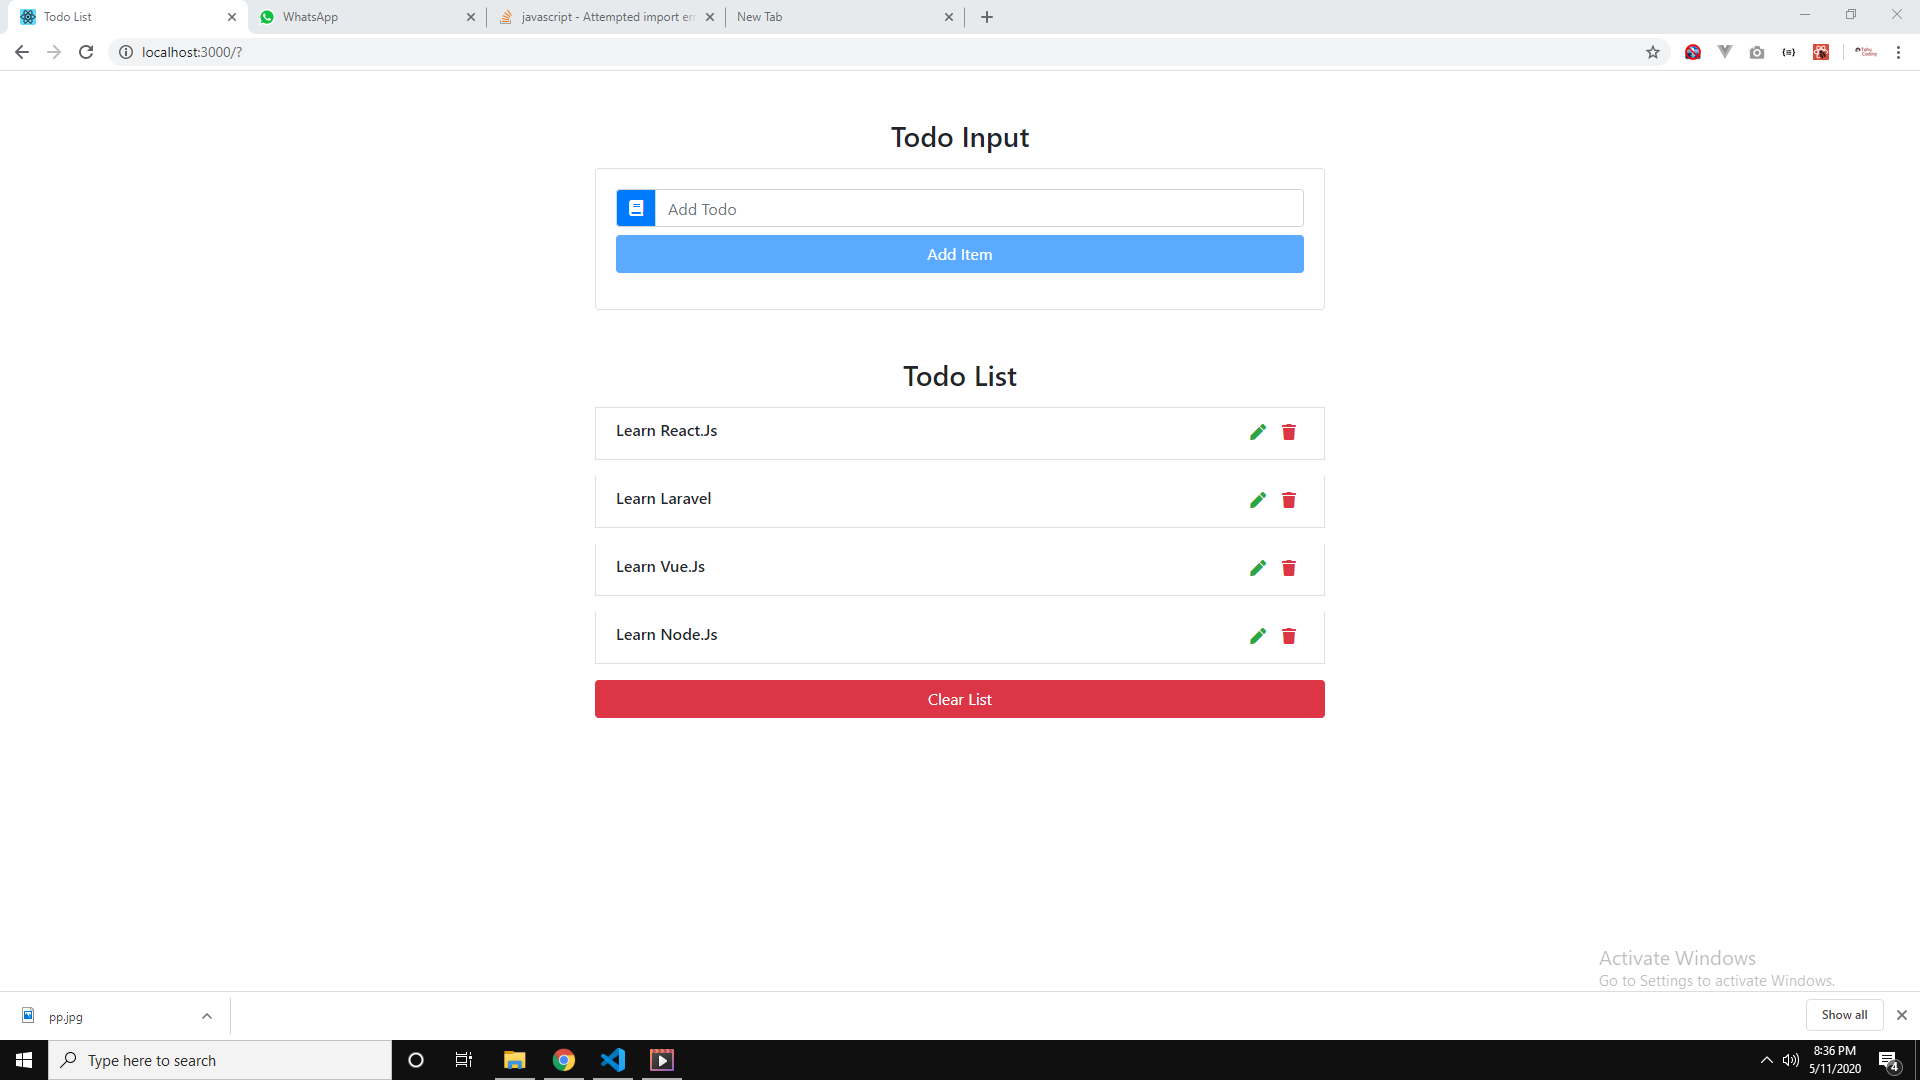 Todo List
WhatsApp
javascript - Attempted import er
New Tab
localhost:3000/?
Todo Input
Add Todo
Add Item
Todo List
Learn React.Js
Learn Laravel
Learn Vue.Js
Learn Node.Js
Clear List
Activate Windows
Go to Settings to activate Windows.
pp.jpg
Show all
Type here to search
8:36 PM
5/11/2020
4